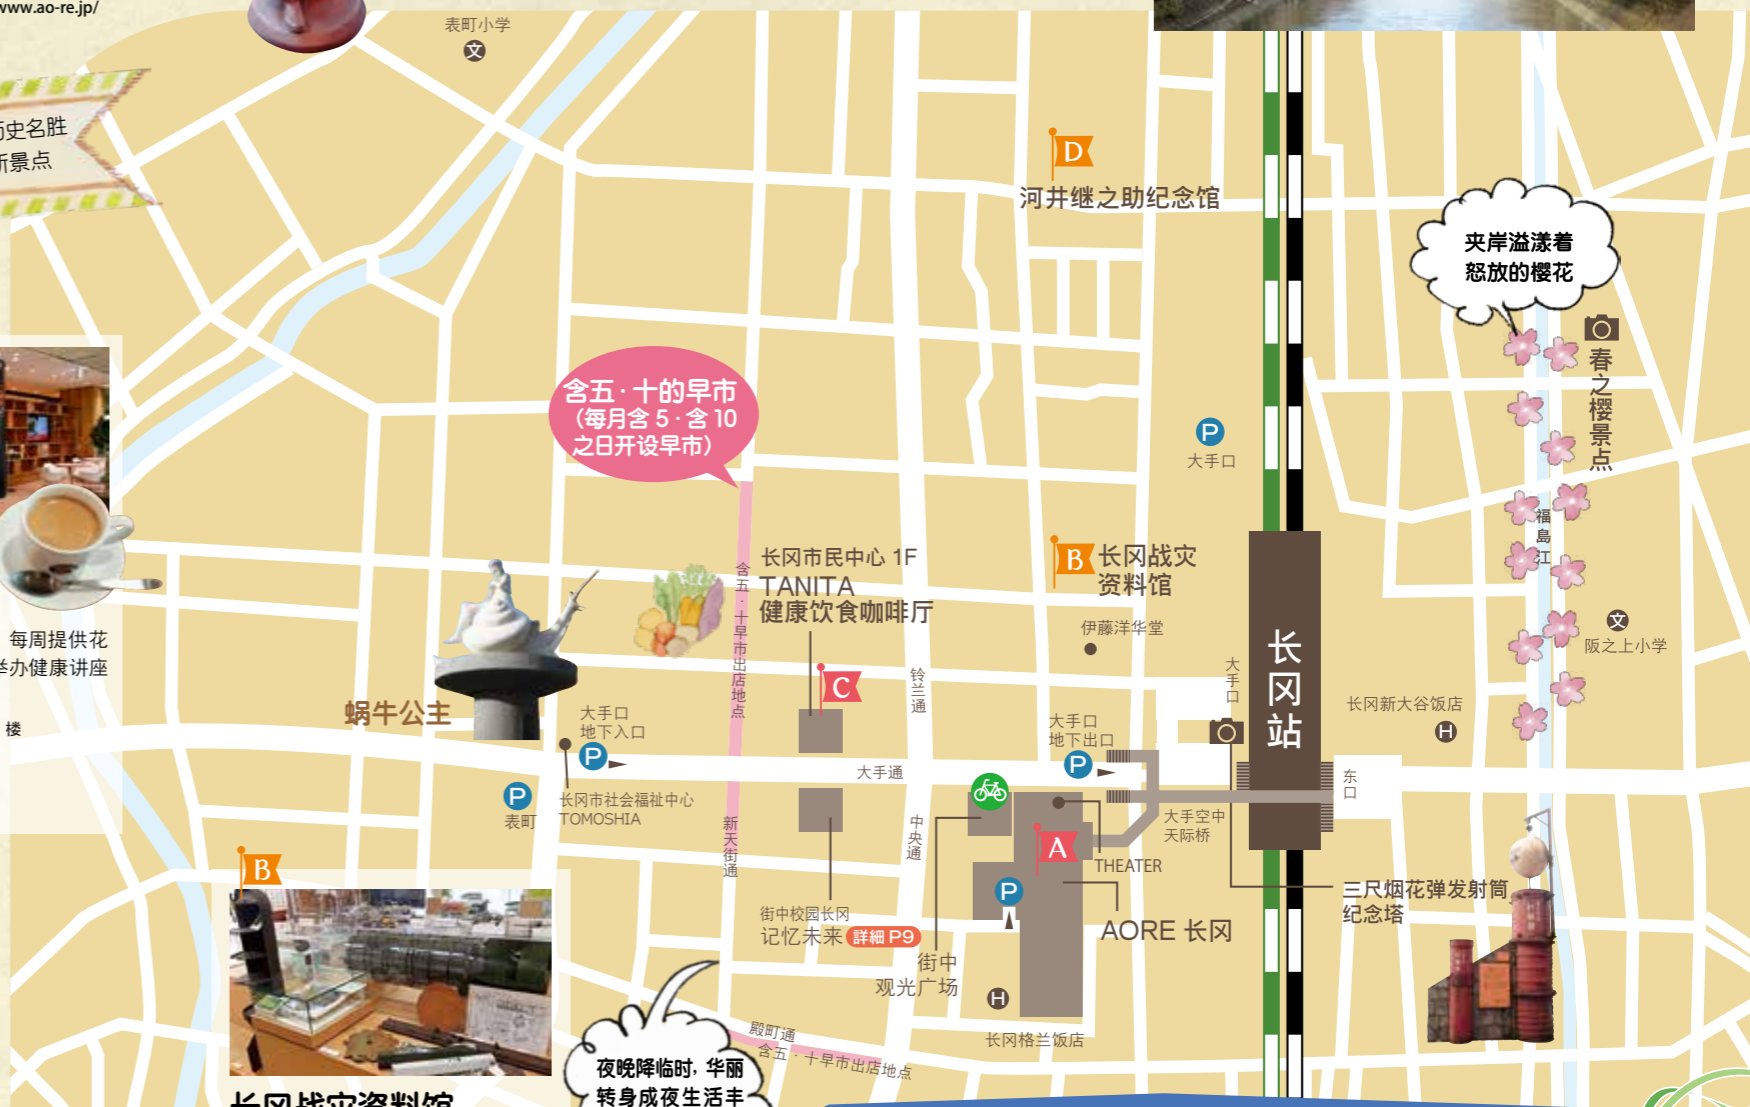 www.ao-re.jp/
表町小学
文
历史名胜
新景点
D
河井继之助纪念馆
夹岸溢漾着
怒放的樱花
春之樱景点
含五·十的早市
（每月含 5·含 10
之日开设早市）
P
大手口
福島江
长冈市民中心 1F
TANITA
健康饮食咖啡厅
B
长冈战灾
资料馆
含五·十早市出店地点
伊藤洋华堂
文
阪之上小学
每周提供花
举办健康讲座
楼
C
铃兰通
大手口
长冈站
长冈新大谷饭店
H
蜗牛公主
大手口
地下入口
P
大手口
地下出口
P
大手通
东口
P
表町
长冈市社会福祉中心
TOMOSHIA
新天街通
中央通
大手空中
天际桥
A
THEATER
B
P
三尺烟花弹发射筒
纪念塔
街中校园长冈
记忆未来 詳細 P9
AORE 长冈
街中
观光广场
H
长冈格兰饭店
殿町通
含五·十早市出店地点
夜晚降临时，华丽
转身成夜生活丰
长冈战灾资料馆